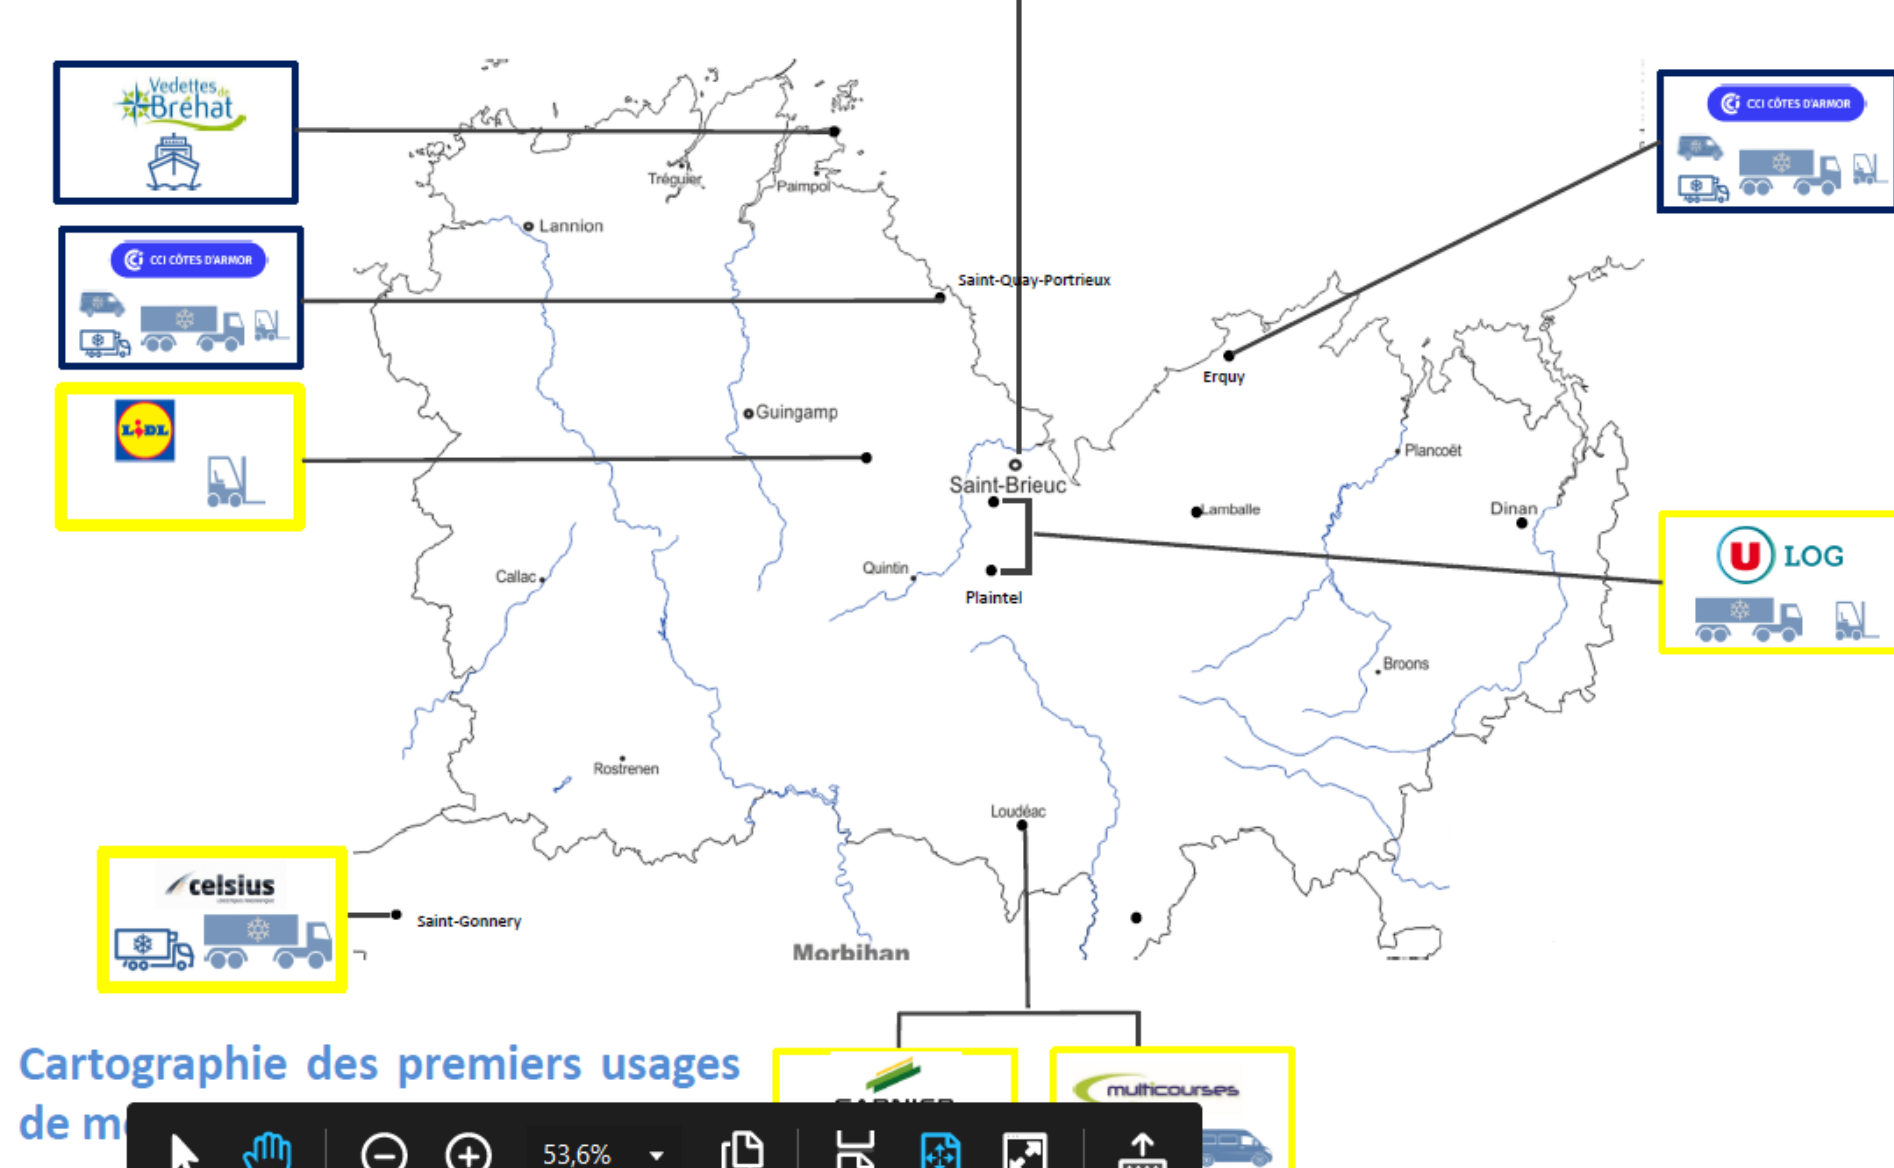 Vedettes de
Bréhat
CCi CÔTES D'ARMOR
Tréguier
Paimpol
Lannion
CCi CÔTES D'ARMOR
Saint-Quay-Portrieux
Erquy
LIDL
Guingamp
Plancoët
Saint-Brieuc
Lamballe
Dinan
U LOG
Callac
Quintin
Plaintel
Broons
Rostrenen
Loudéac
celsius
Saint-Gonnery
Morbihan
Cartographie des premiers usages
de m
multicourses
53,6%